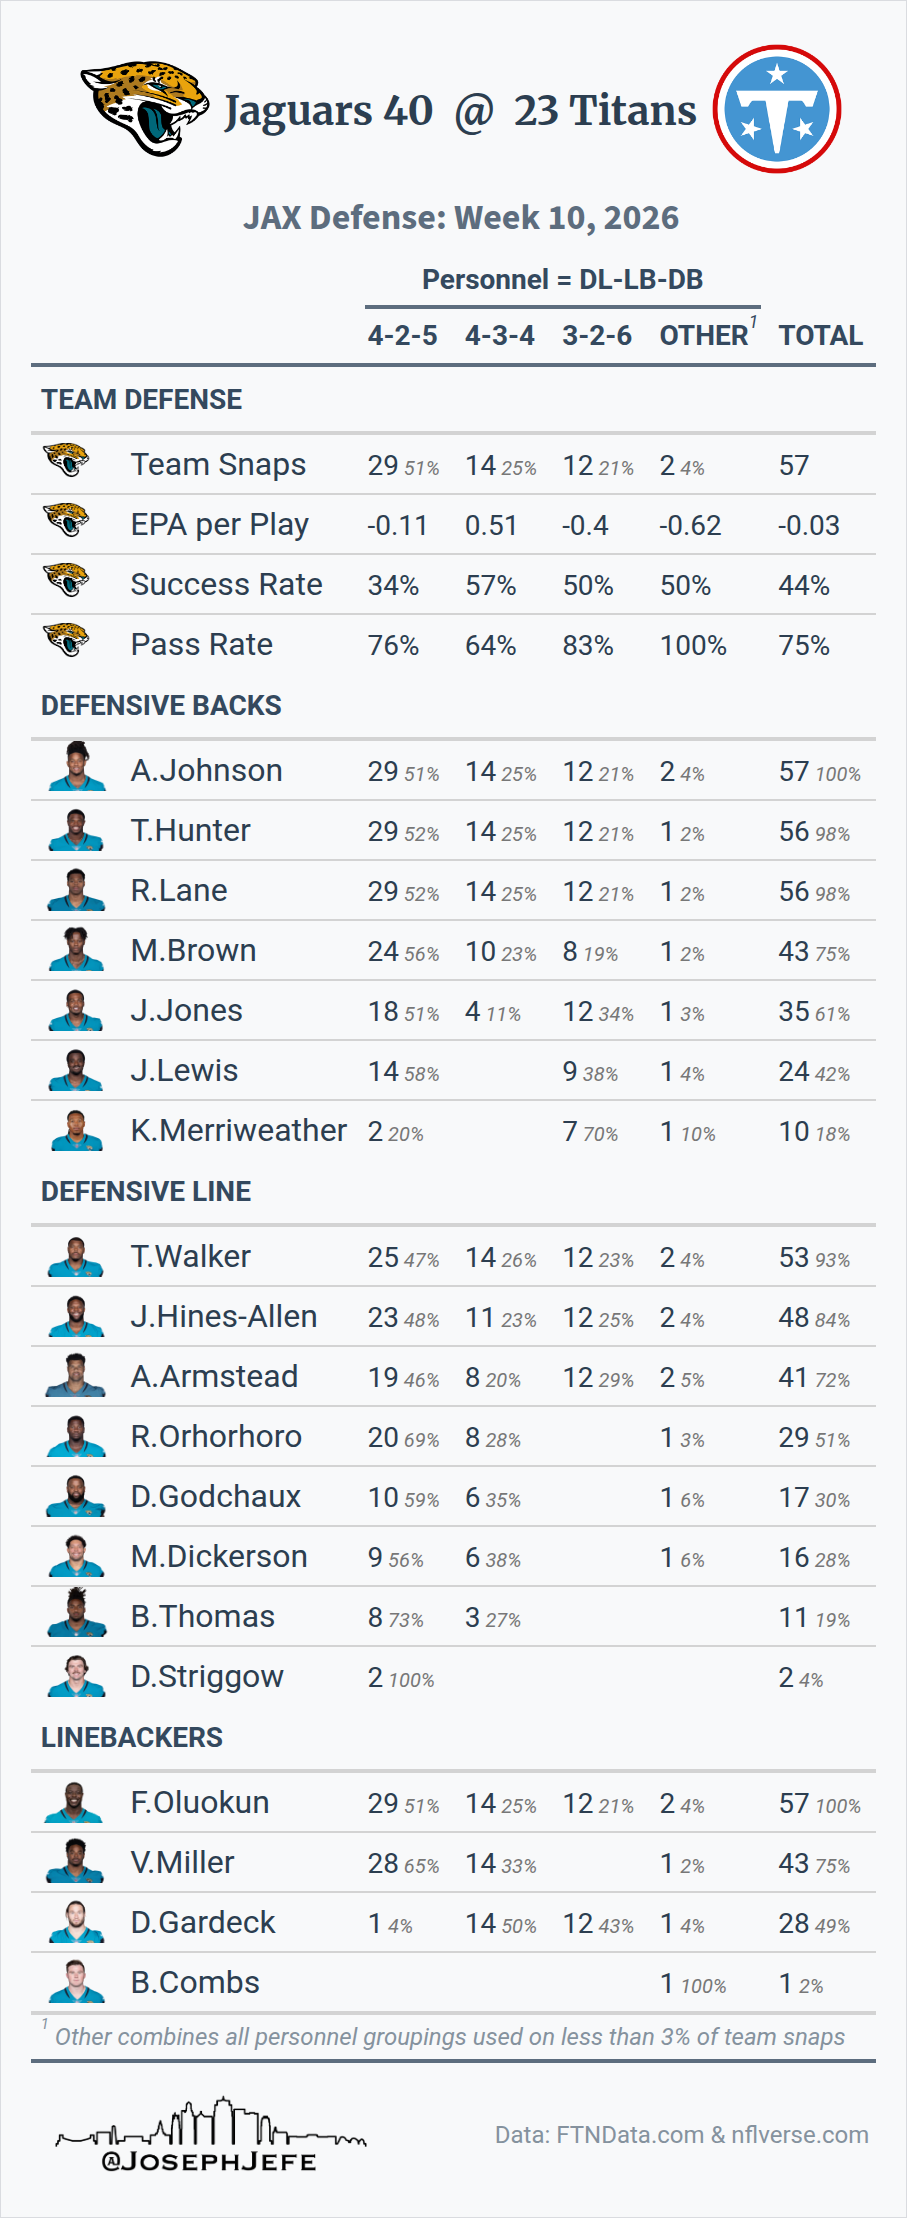 Jaguars 40 @ 23 Titans
JAX Defense: Week 10, 2026
Personnel = DL-LB-DB
4-2-5 4-3-4 3-2-6 OTHER1 TOTAL
TEAM DEFENSE
Team Snaps 29 51% 14 25% 12 21% 2 4% 57
EPA per Play -0.11 0.51 -0.4 -0.62 -0.03
Success Rate 34% 57% 50% 50% 44%
Pass Rate 76% 64% 83% 100% 75%
DEFENSIVE BACKS
A.Johnson 29 51% 14 25% 12 21% 2 4% 57 100%
T.Hunter 29 52% 14 25% 12 21% 1 2% 56 98%
R.Lane 29 52% 14 25% 12 21% 1 2% 56 98%
M.Brown 24 56% 10 23% 8 19% 1 2% 43 75%
J.Jones 18 51% 4 11% 12 34% 1 3% 35 61%
J.Lewis 14 58% 9 38% 1 4% 24 42%
K.Merriweather 2 20% 7 70% 1 10% 10 18%
DEFENSIVE LINE
T.Walker 25 47% 14 26% 12 23% 2 4% 53 93%
J.Hines-Allen 23 48% 11 23% 12 25% 2 4% 48 84%
A.Armstead 19 46% 8 20% 12 29% 2 5% 41 72%
R.Orhorhoro 20 69% 8 28% 1 3% 29 51%
D.Godchaux 10 59% 6 35% 1 6% 17 30%
M.Dickerson 9 56% 6 38% 1 6% 16 28%
B.Thomas 8 73% 3 27% 11 19%
D.Striggow 2 100% 2 4%
LINEBACKERS
F.Oluokun 29 51% 14 25% 12 21% 2 4% 57 100%
V.Miller 28 65% 14 33% 1 2% 43 75%
D.Gardeck 1 4% 14 50% 12 43% 1 4% 28 49%
B.Combs 1 100% 1 2%
1 Other combines all personnel groupings used on less than 3% of team snaps
@JOSEPHJEFE
Data: FTNData.com & nflverse.com